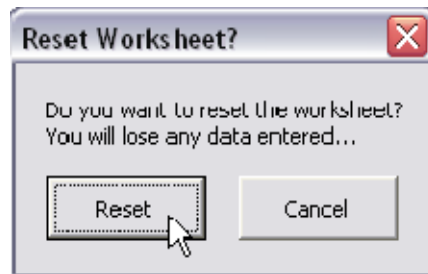 Reset Worksheet?
Do you want to reset the worksheet?
You will lose any data entered...
Reset
Cancel